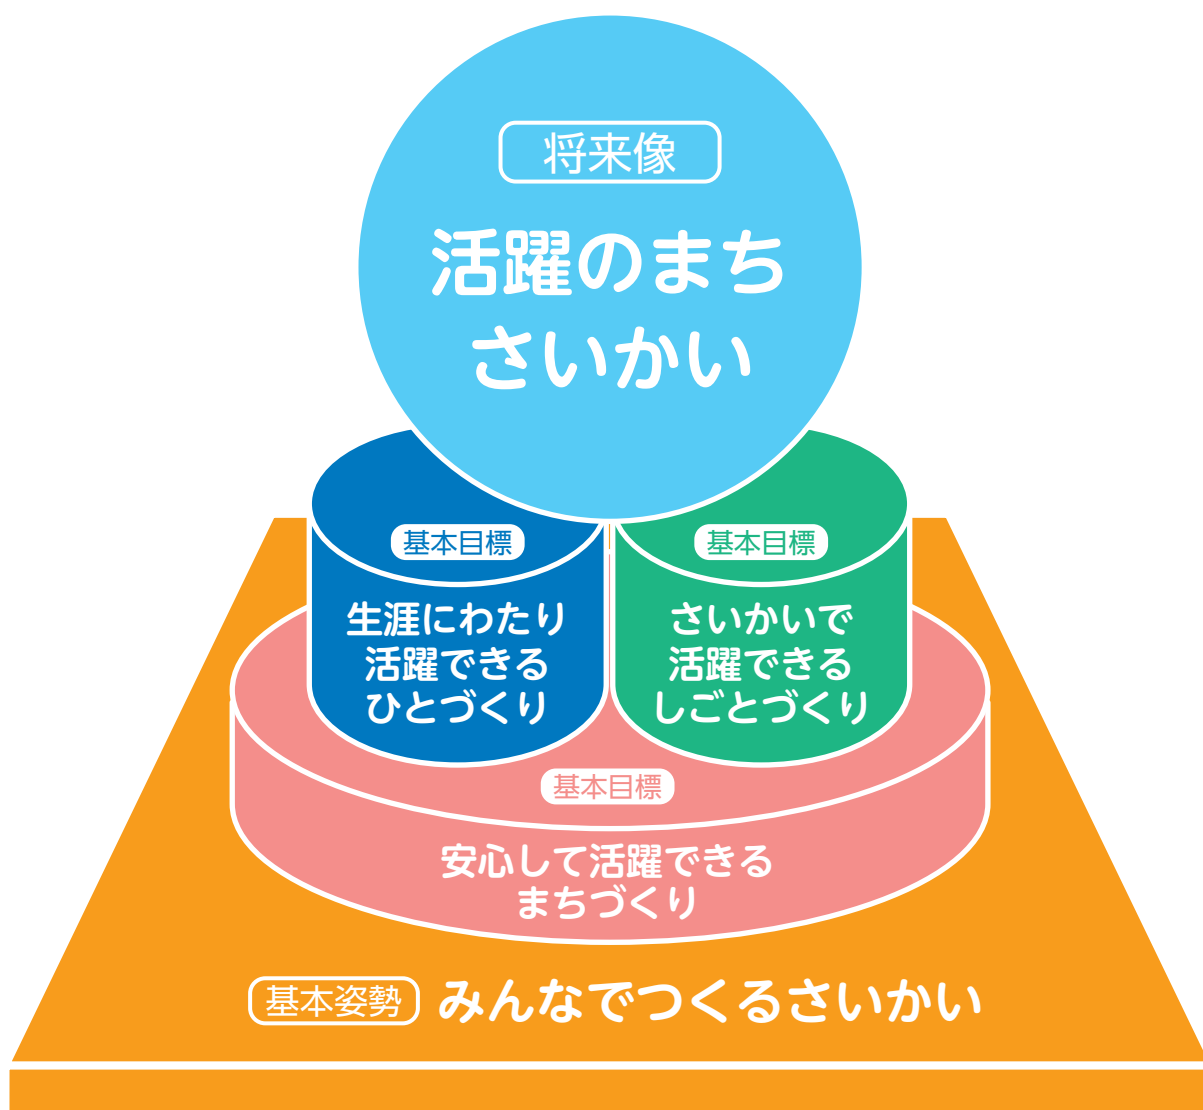 将来像
活躍のまち
さいかい
基本目標
生涯にわたり
活躍できる
ひとづくり
基本目標
さいかいで
活躍できる
しごとづくり
基本目標
安心して活躍できる
まちづくり
基本姿勢 みんなでつくるさいかい